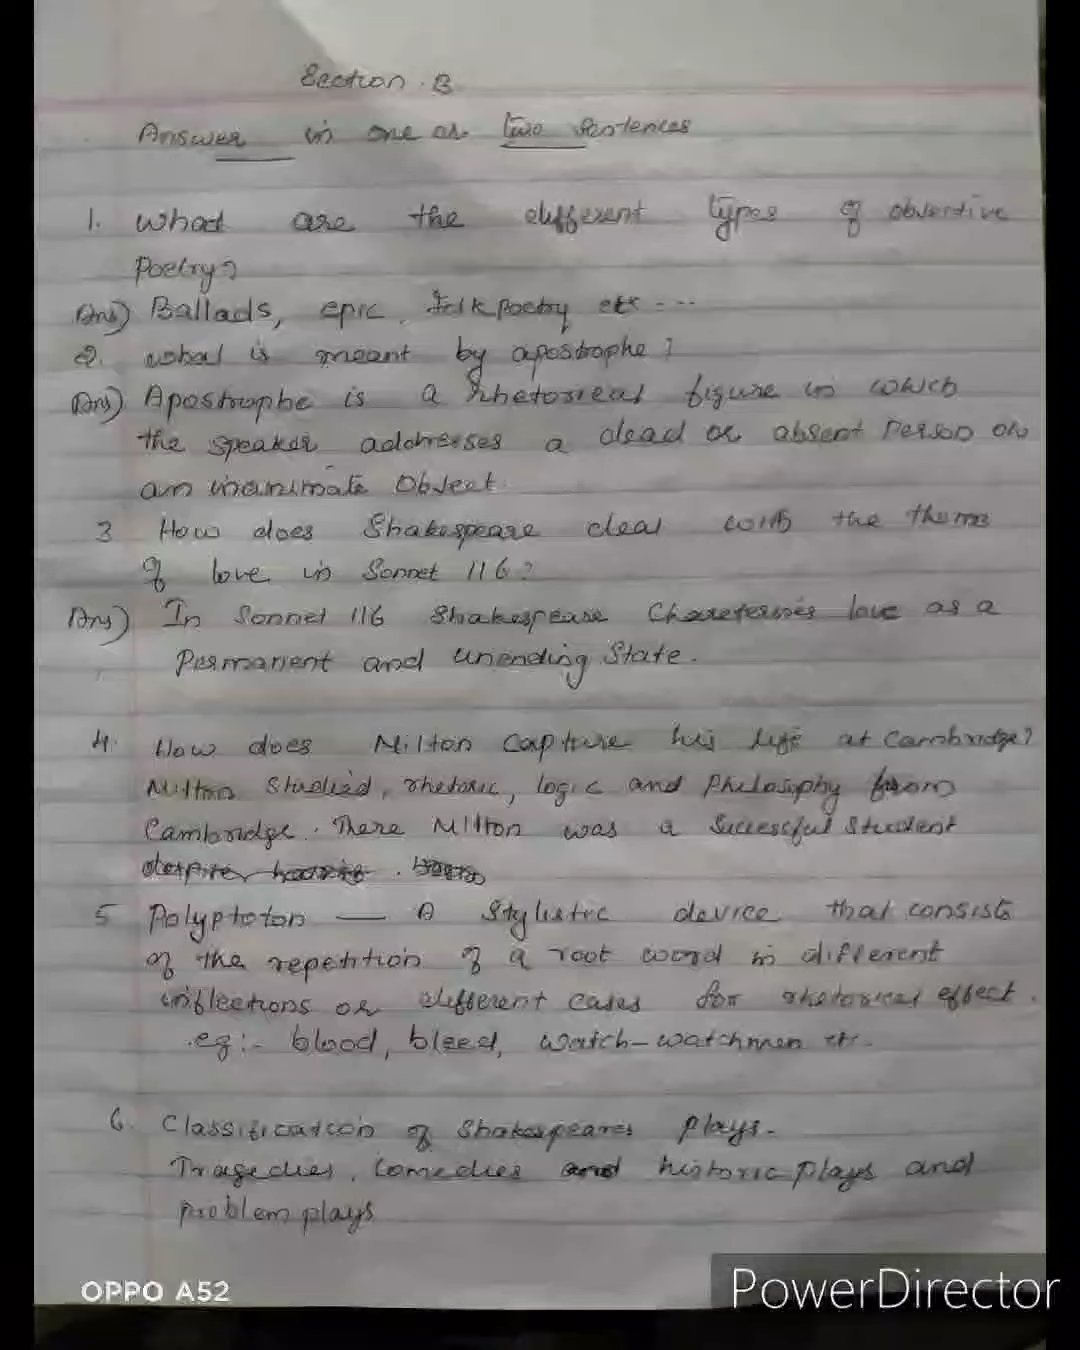 Section. B
Answer in one or two sentences
1. What are the different types of objective
Poetry?
Ans) Ballads, epic, folk poetry etc ....
2. what is meant by apostrophe?
Ans) Apostrophe is a rhetorical figure in which
the speaker addresses a dead or absent Person or
an inanimate Object.
3 How does Shakespeare deal with the theme
of love in Sonnet 116?
Ans) In Sonnet 116 Shakespeare love as a
Permanent and unending State.
4. How does Milton capture his life at Cambridge?
Milton Studied, rhetoric, logic and Philosophy from
Cambridge. There Milton was a Successful Student
5 Polyptoton — A Stylistic device that consists
of the repetition of a root word in different
inflections or different cases for rhetorical effect.
eg:- blood, bleed, watch-watchmen etc.
6. Classification of Shakespeares plays.
Tragedies, Comedies and historic plays and
problem plays
OPPO A52
PowerDirector